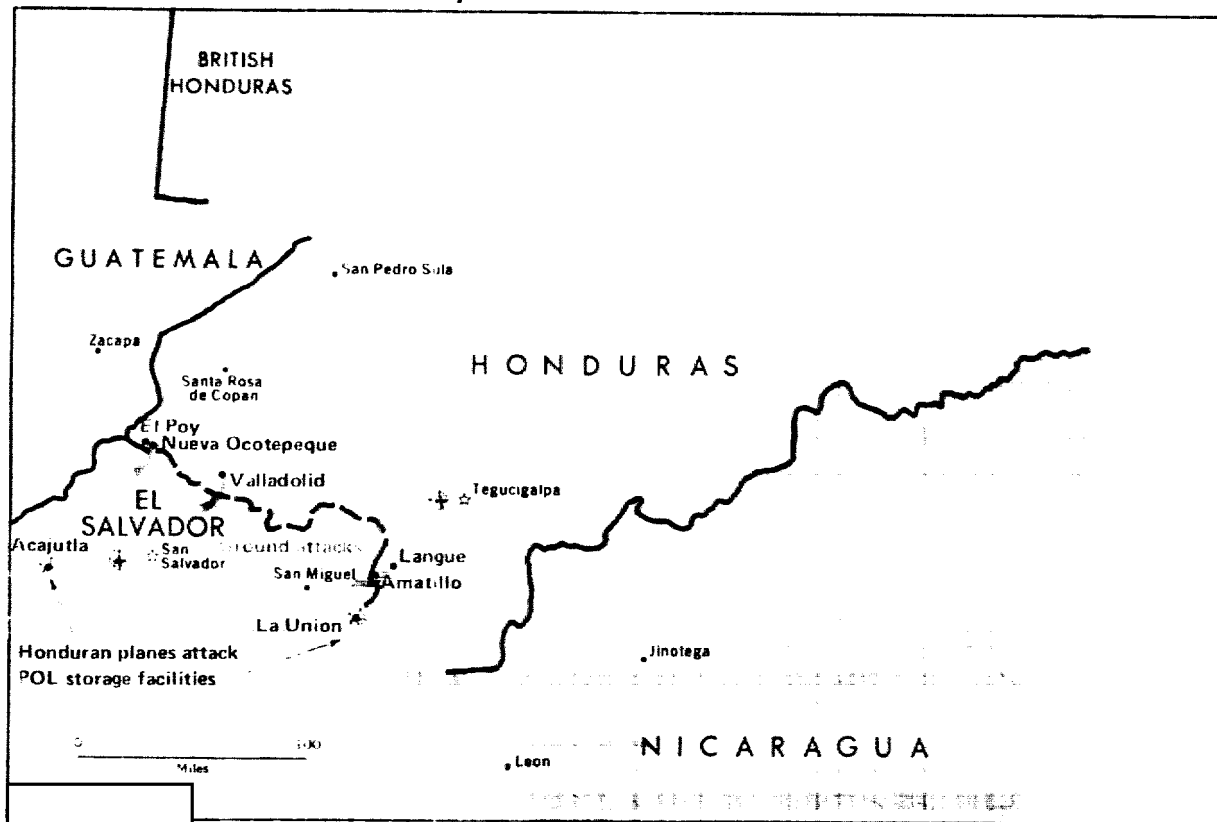 BRITISH
HONDURAS
GUATEMALA
San Pedro Sula
Zacapa
HONDURAS
Santa Rosa
de Copan
El Poy
Nueva Ocotepeque
Valladolid
EL
SALVADOR
Tegucigalpa
Acajutla
San
Salvador
Ground attacks
Langue
San Miguel
Amatillo
La Union
Honduran planes attack
POL storage facilities
Jinotega
0 100
Miles
NICARAGUA
Leon